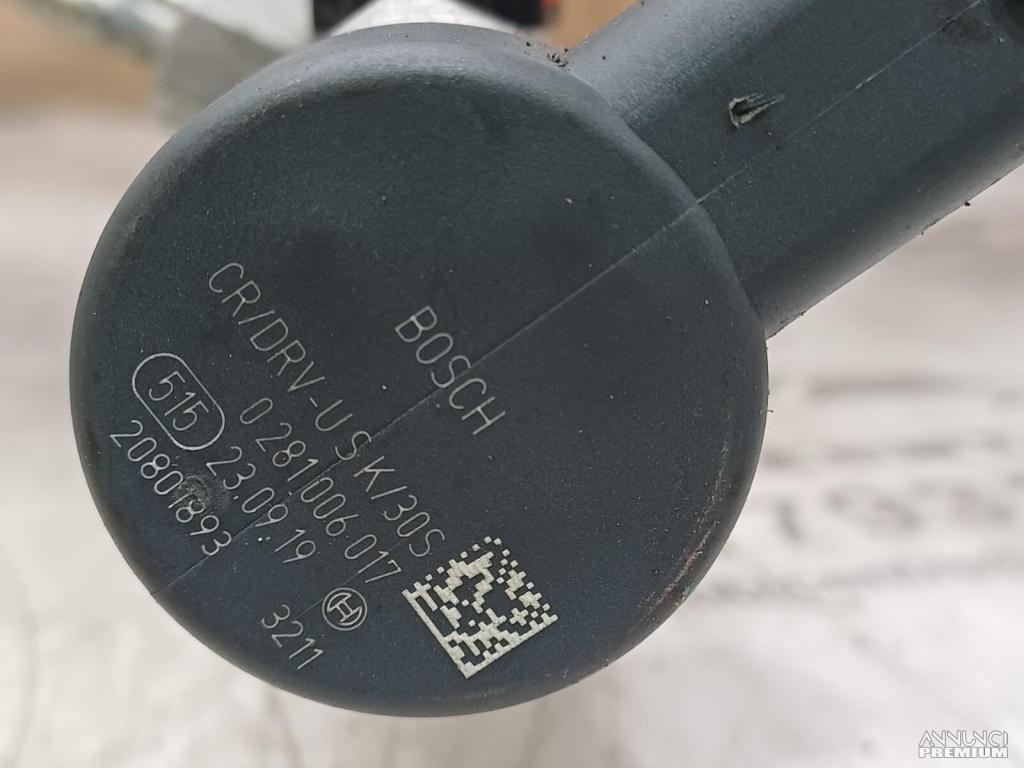 BOSCH
CR/DRV-U S K/30S
0 281 006 017
515 23.09.19
20801893
3211
ANNUNCI
PREMIUM